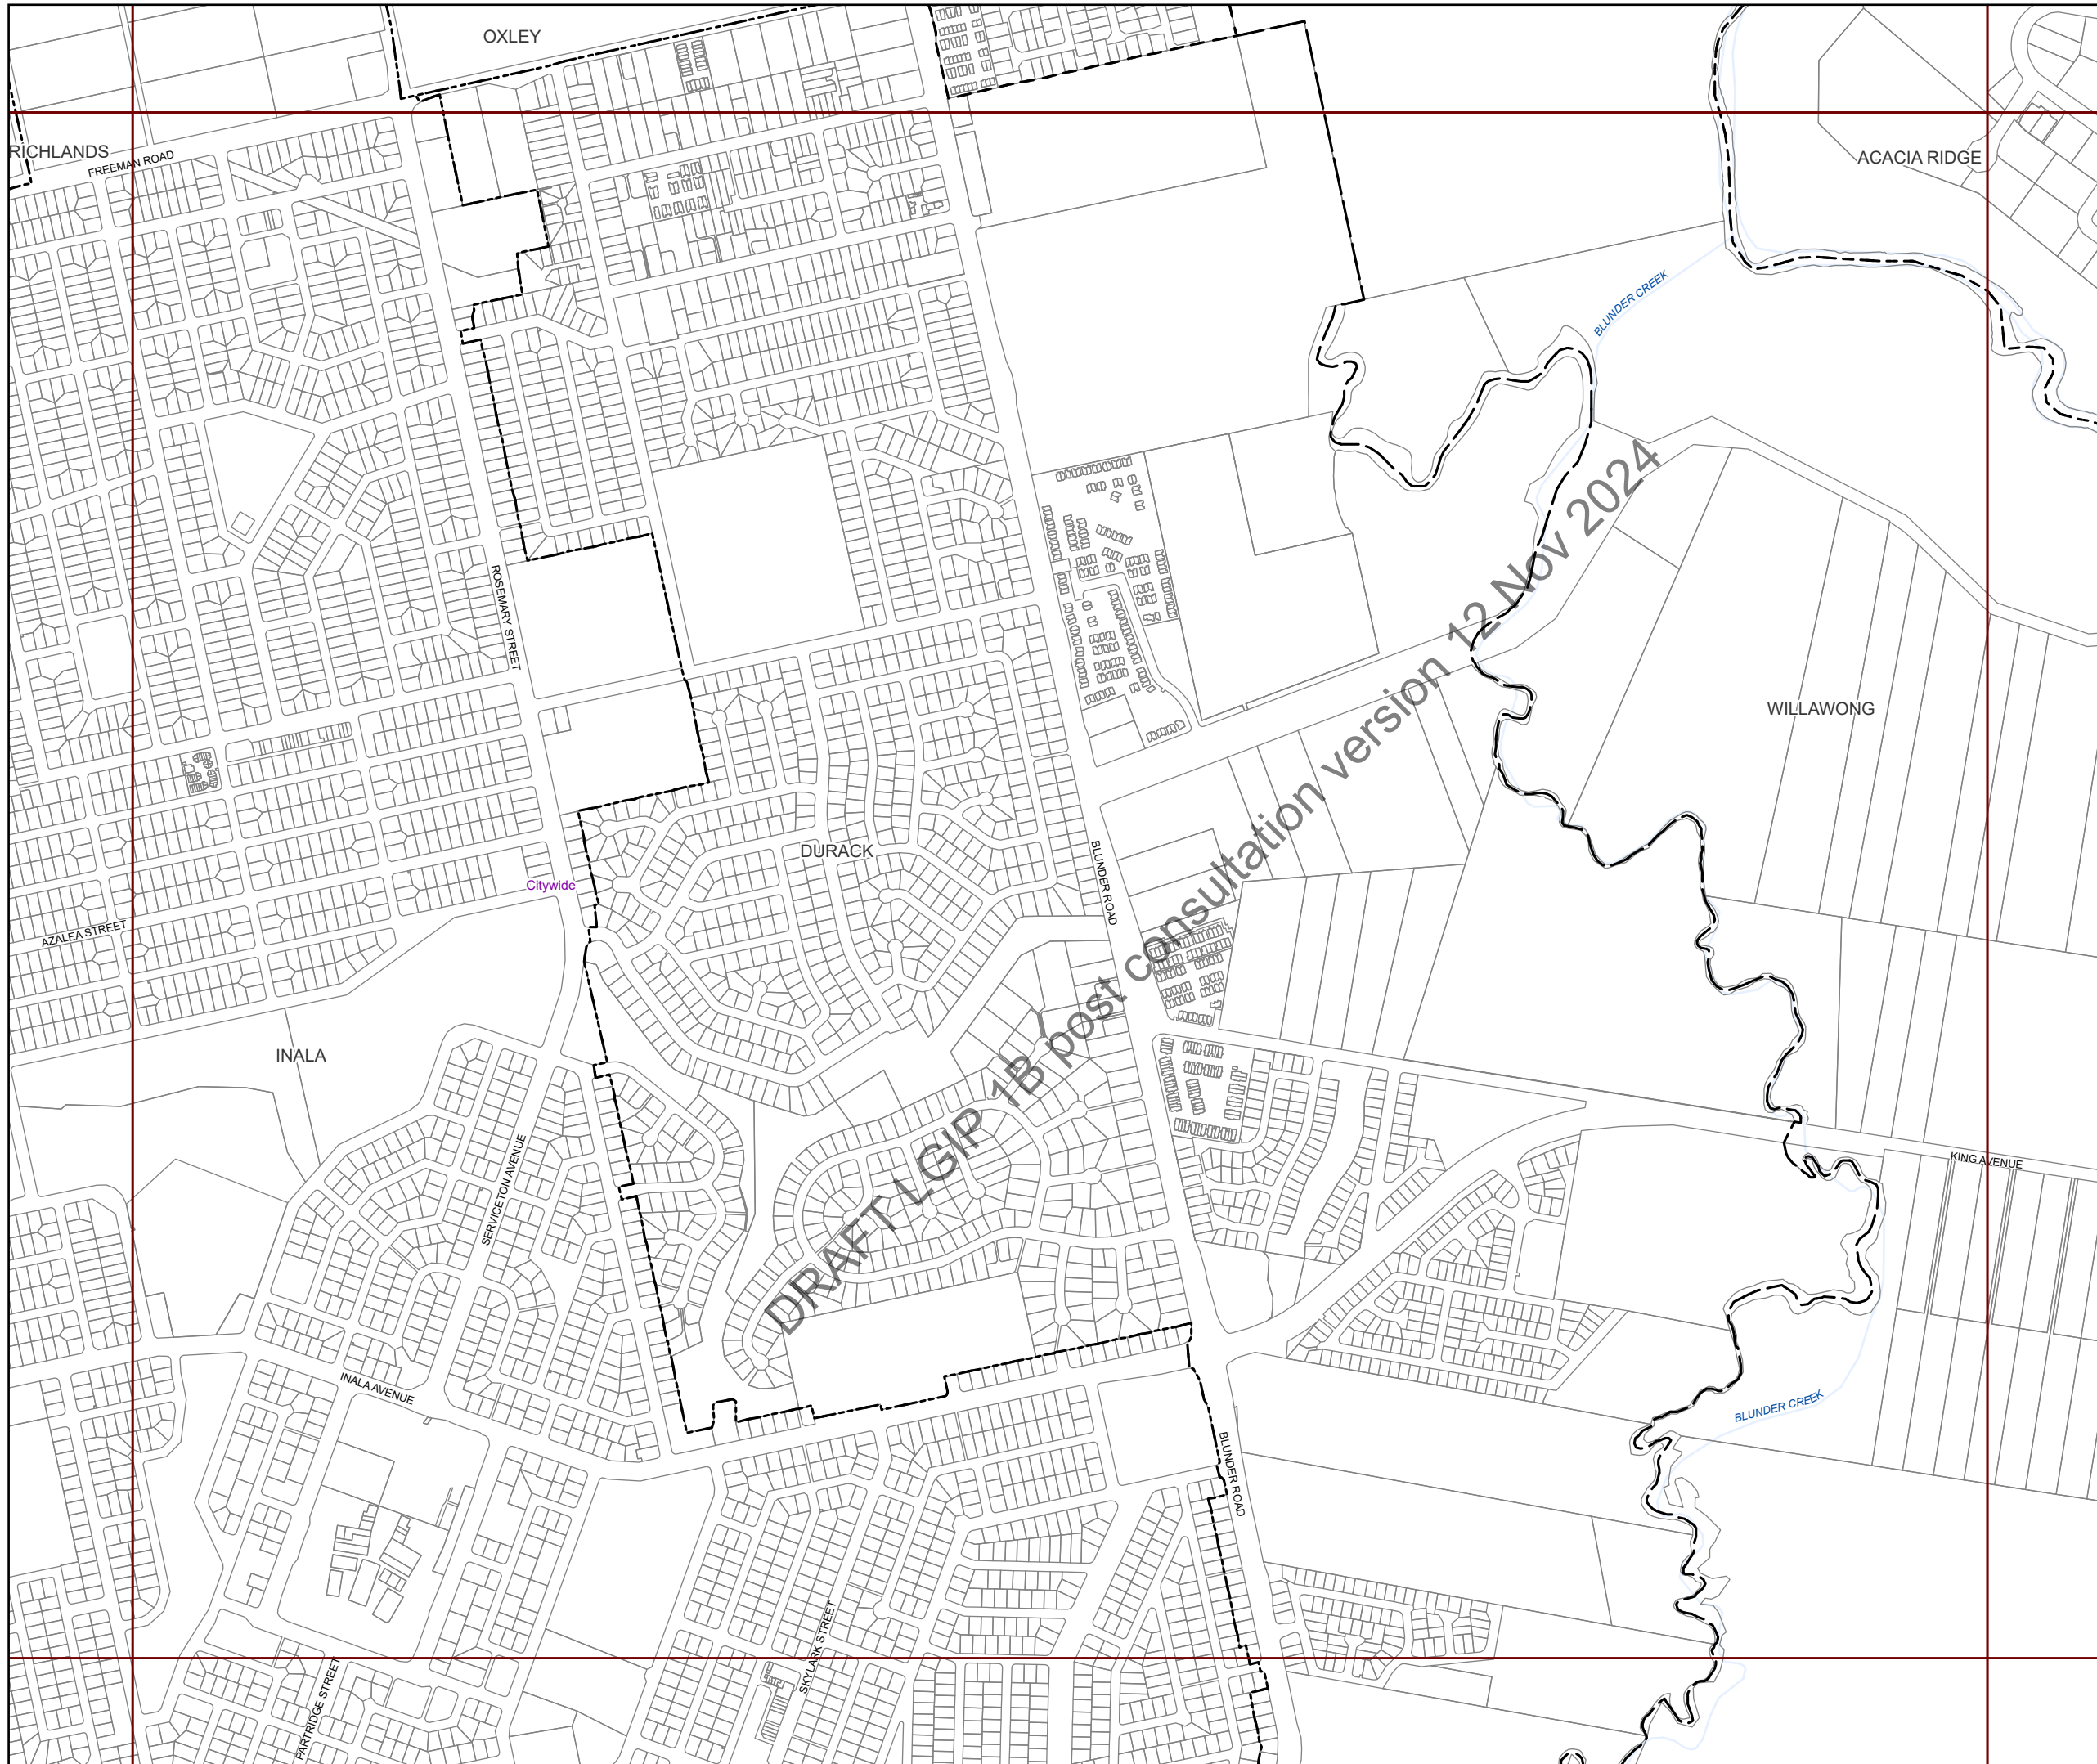 OXLEY
RICHLANDS
FREEMAN ROAD
ACACIA RIDGE
BLUNDER CREEK
ROSEMARY STREET
WILLAWONG
DURACK
BLUNDER ROAD
Citywide
AZALEA STREET
INALA
DRAFT LGIP 1B post consultation version 12 Nov 2024
SERVICETON AVENUE
KING AVENUE
INALA AVENUE
BLUNDER CREEK
BLUNDER ROAD
SKYLARK STREET
PARTRIDGE STREET